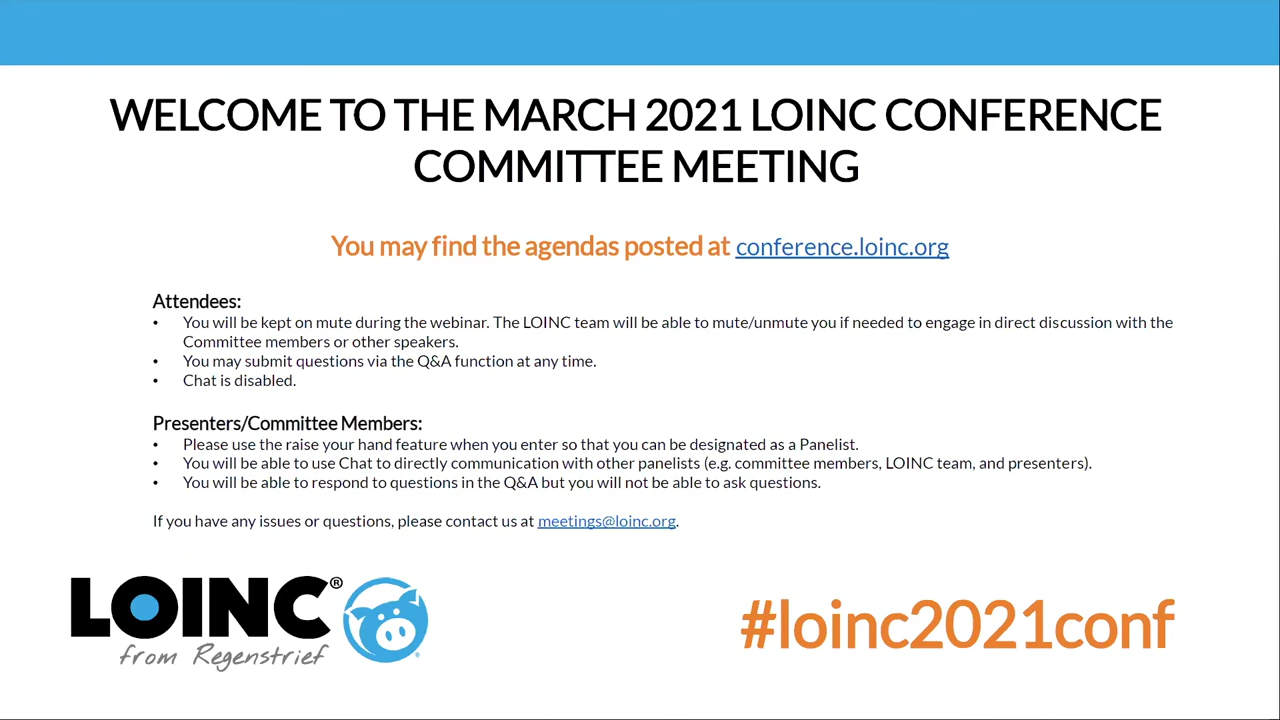 WELCOME TO THE MARCH 2021 LOINC CONFERENCE
COMMITTEE MEETING
You may find the agendas posted at conference.loinc.org
Attendees:
• You will be kept on mute during the webinar. The LOINC team will be able to mute/unmute you if needed to engage in direct discussion with the
Committee members or other speakers.
• You may submit questions via the Q&A function at any time.
• Chat is disabled.
Presenters/Committee Members:
• Please use the raise your hand feature when you enter so that you can be designated as a Panelist.
• You will be able to use Chat to directly communication with other panelists (e.g. committee members, LOINC team, and presenters).
• You will be able to respond to questions in the Q&A but you will not be able to ask questions.
If you have any issues or questions, please contact us at meetings@loinc.org.
LOINC®
from Regenstrief
#loinc2021conf